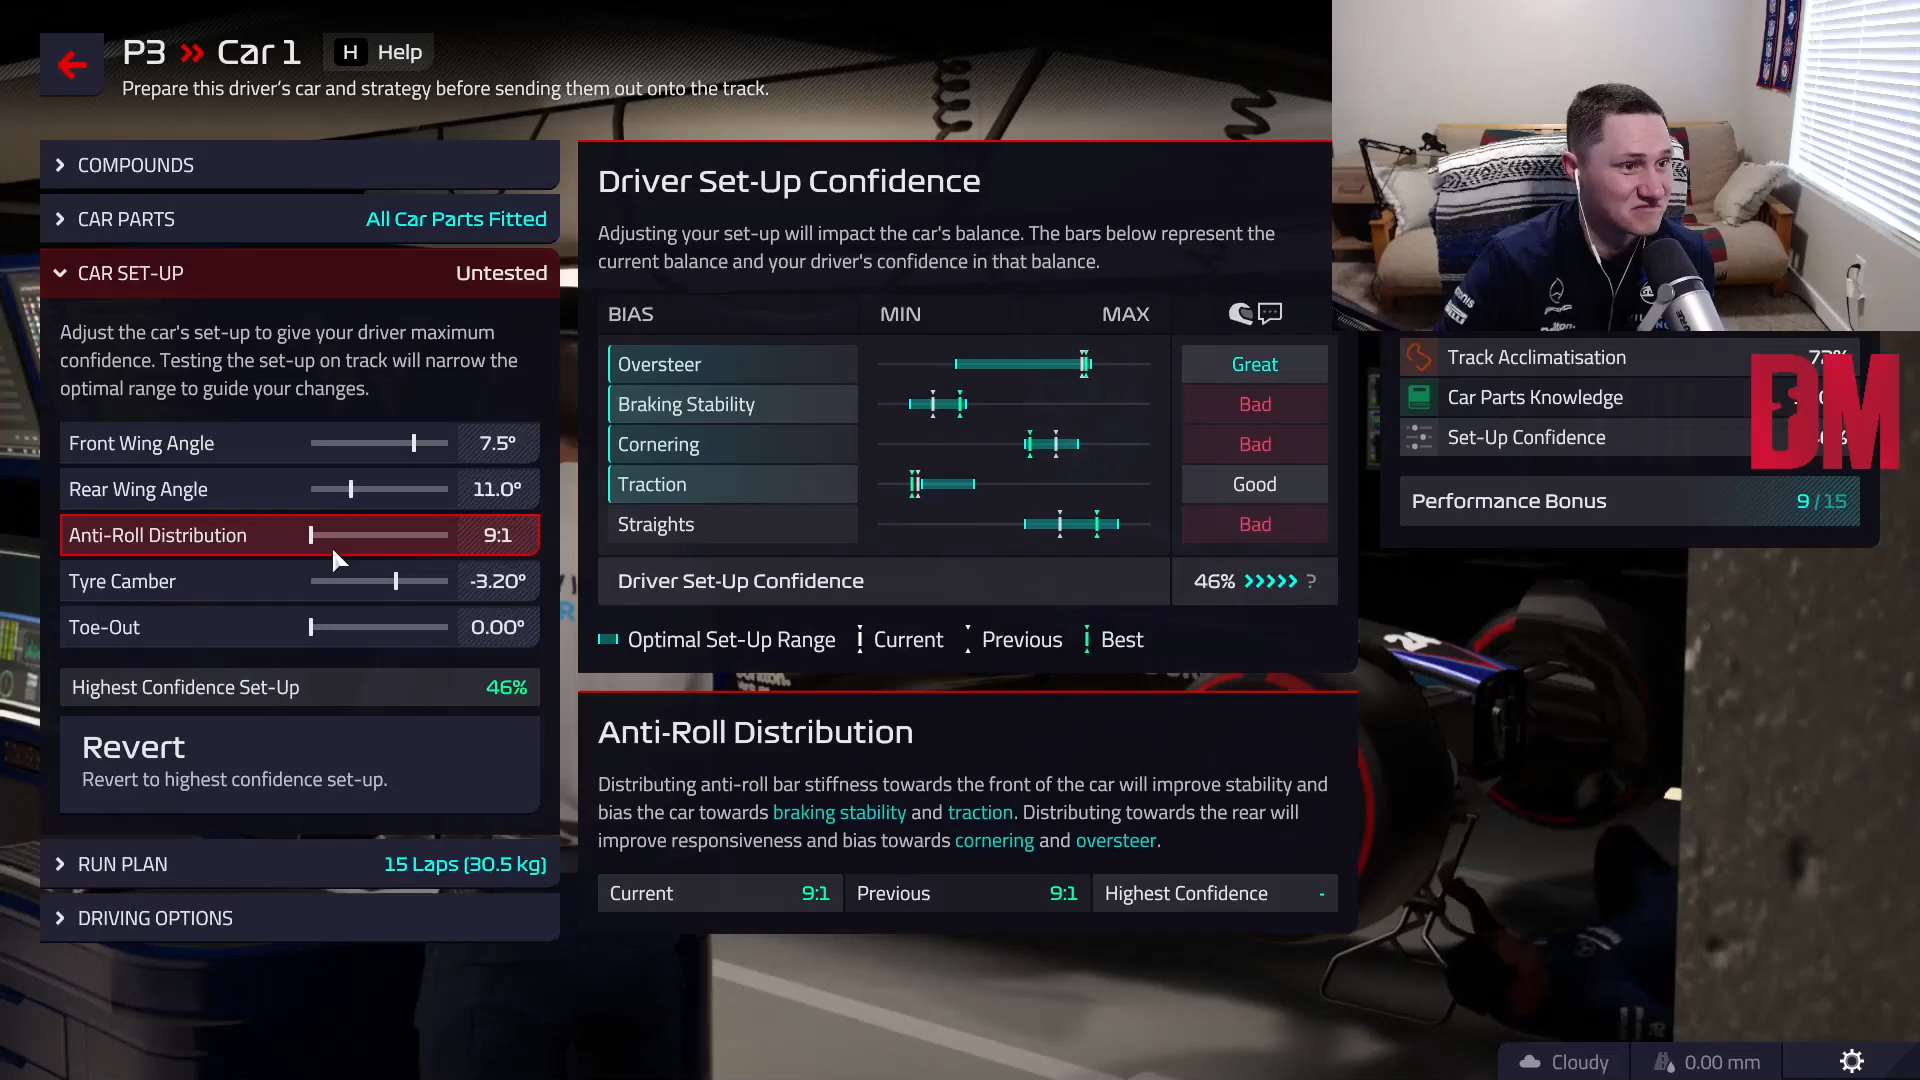 P3 » Car 1
H Help
Prepare this driver's car and strategy before sending them out onto the track.
COMPOUNDS
CAR PARTS All Car Parts Fitted
CAR SET-UP Untested
Adjust the car's set-up to give your driver maximum
confidence. Testing the set-up on track will narrow the
optimal range to guide your changes.
Front Wing Angle 7.5°
Rear Wing Angle 11.0°
Anti-Roll Distribution 9:1
Tyre Camber -3.20°
Toe-Out 0.00°
Highest Confidence Set-Up 46%
Revert
Revert to highest confidence set-up.
RUN PLAN 15 Laps (30.5 kg)
DRIVING OPTIONS
Driver Set-Up Confidence
Adjusting your set-up will impact the car's balance. The bars below represent the
current balance and your driver's confidence in that balance.
BIAS MIN MAX
Oversteer Great
Braking Stability Bad
Cornering Bad
Traction Good
Straights Bad
Driver Set-Up Confidence 46% >>>>> ?
Optimal Set-Up Range Current Previous Best
Anti-Roll Distribution
Distributing anti-roll bar stiffness towards the front of the car will improve stability and
bias the car towards braking stability and traction. Distributing towards the rear will
improve responsiveness and bias towards cornering and oversteer.
Current 9:1 Previous 9:1 Highest Confidence -
Track Acclimatisation
Car Parts Knowledge
Set-Up Confidence
Performance Bonus 9 / 15
DM
Cloudy 0.00 mm